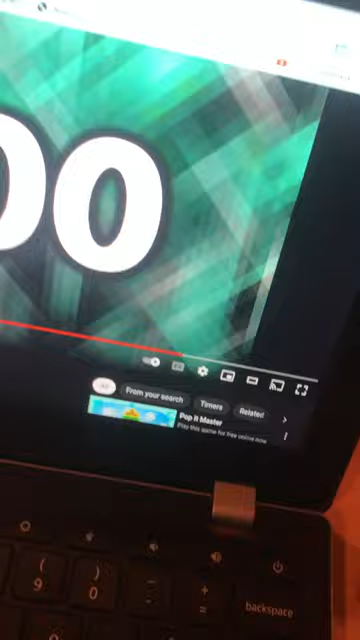 00
All
From your search
Timers
Related
Pop It Master
Play this game for free online now
( 9
) 0
+ =
backspace